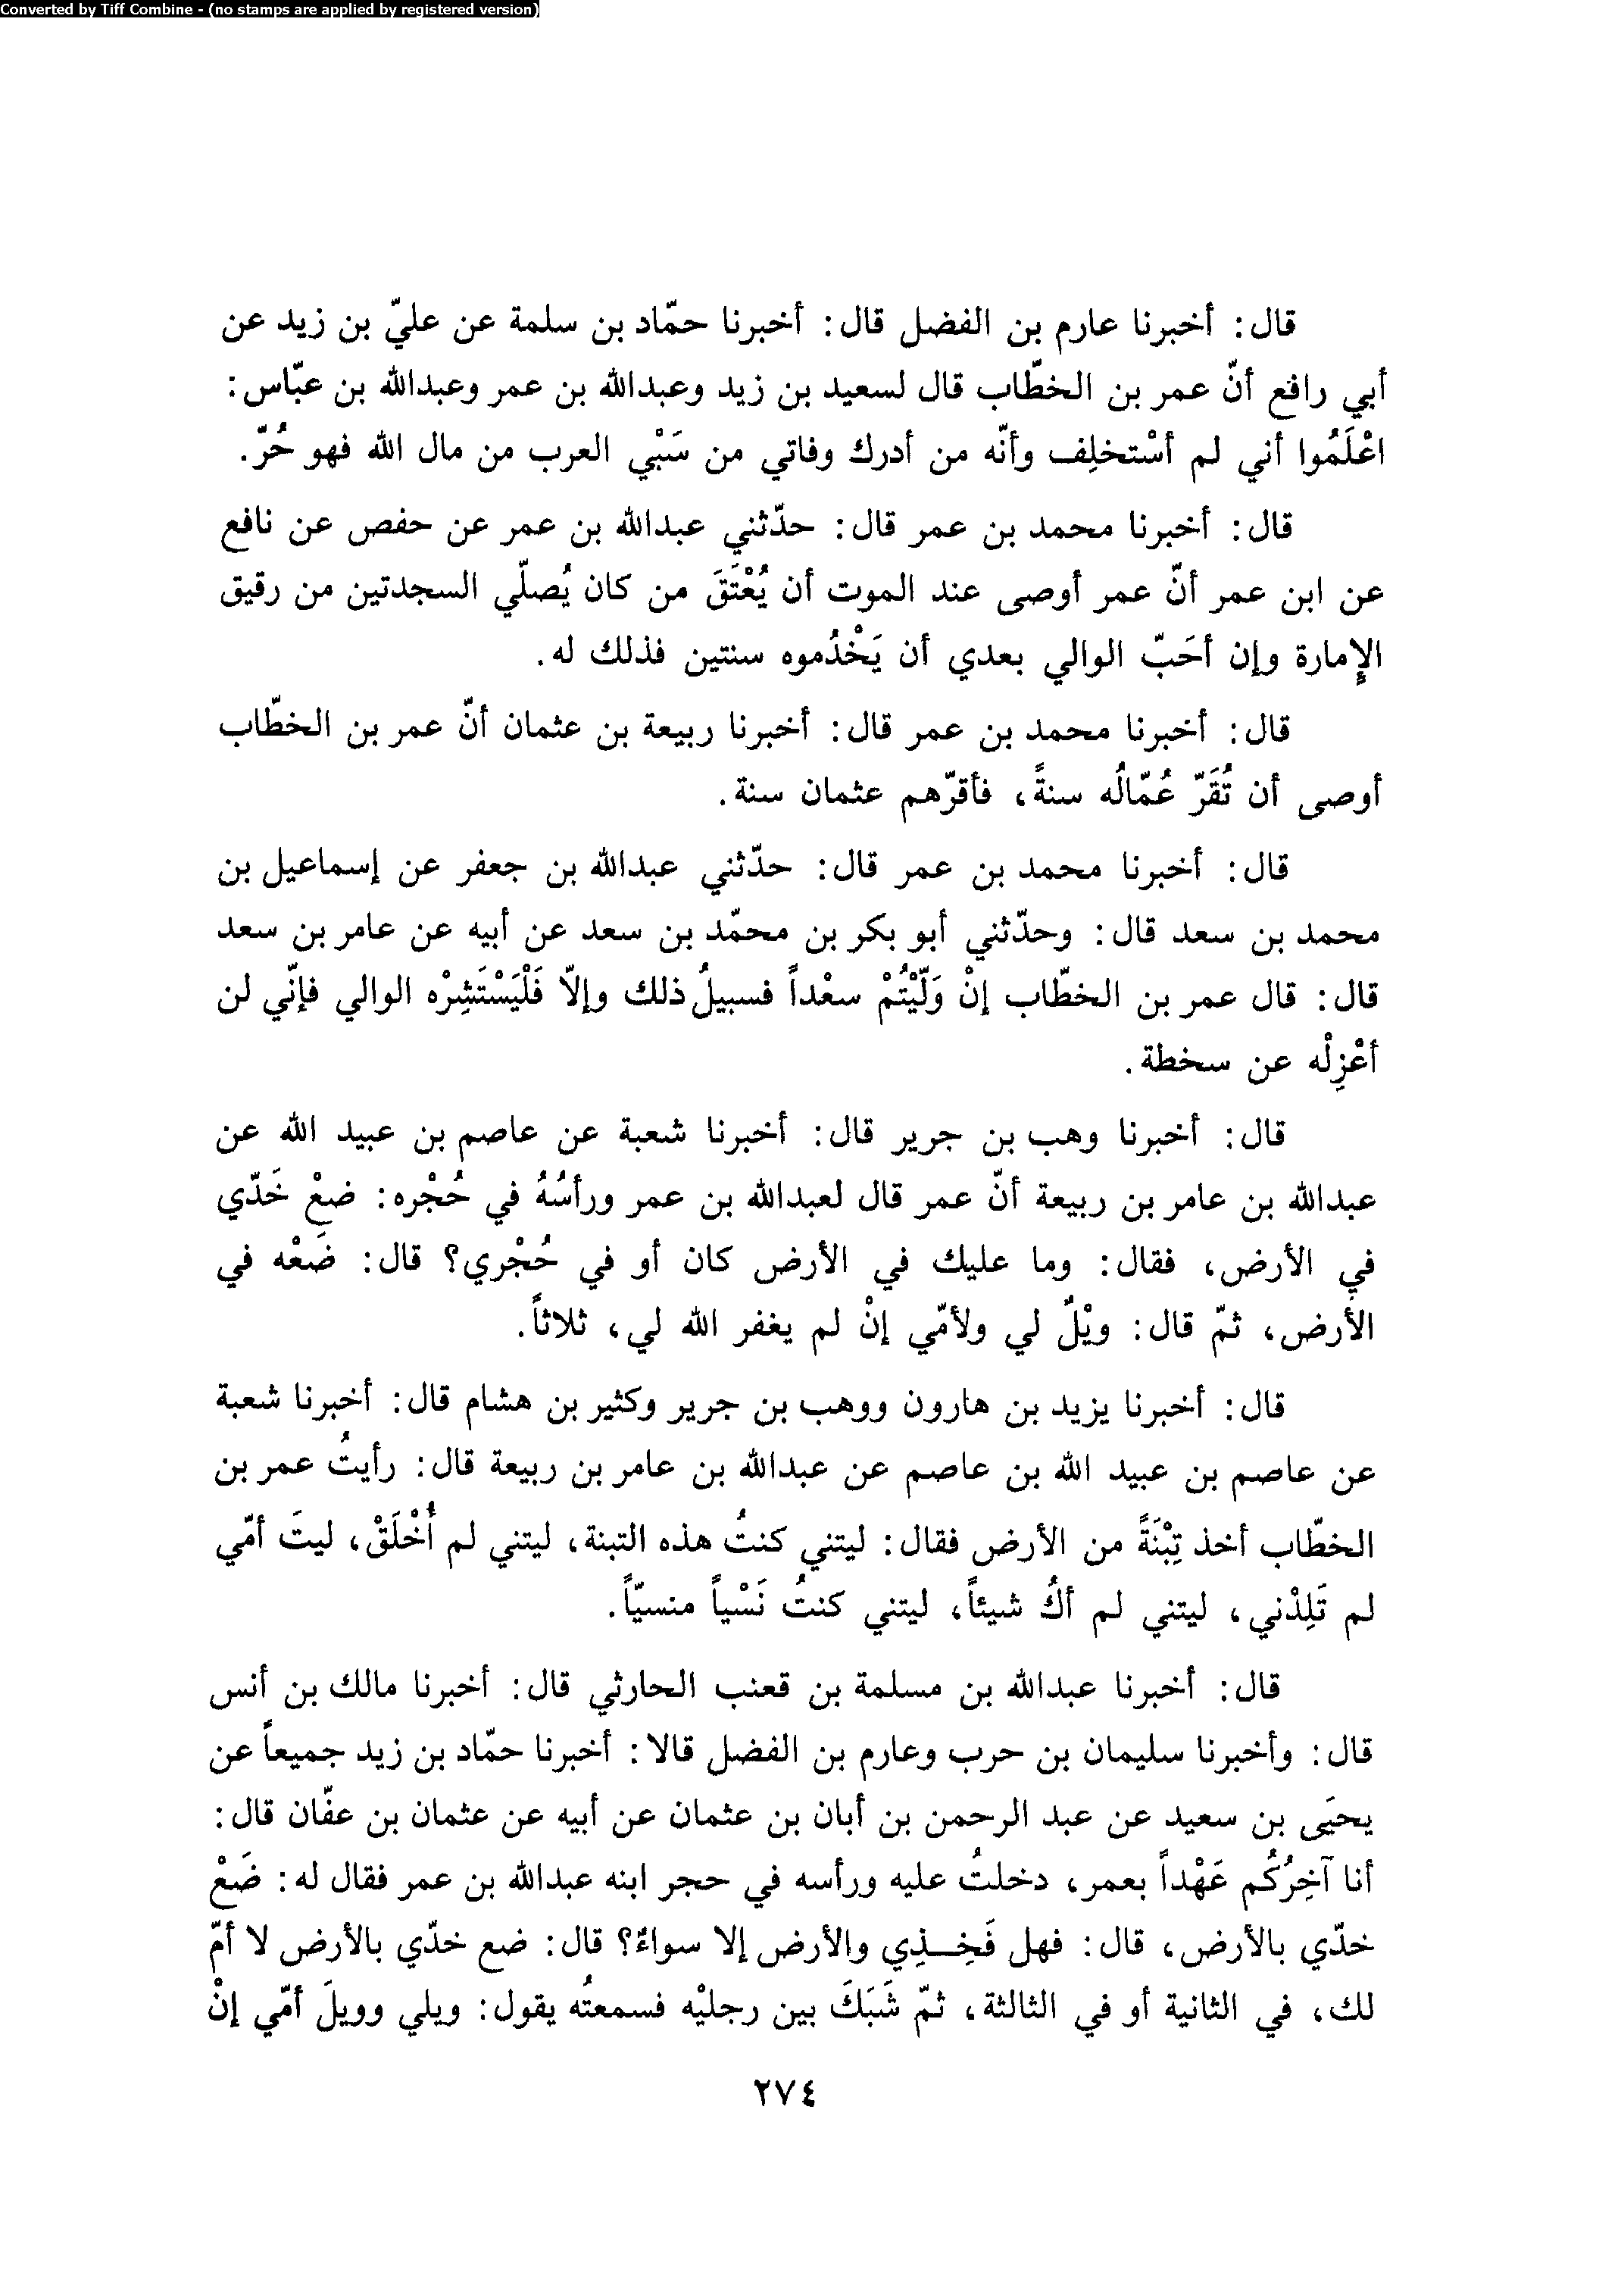 Converted by Tiff Combine - (no stamps are applied by registered version)
قال: أخبرنا عارم بن الفضل قال: أخبرنا حمّاد بن سلمة عن عليّ بن زيد عن
أبي رافع أنّ عمر بن الخطّاب قال لسعيد بن زيد وعبدالله بن عمر وعبدالله بن عبّاس:
اعْلَمُوا أني لم أسْتخلِف وأنّه من أدرك وفاتي من سَبْي العرب من مال الله فهو حُرّ.
قال: أخبرنا محمد بن عمر قال: حدّثني عبدالله بن عمر عن حفص عن نافع
عن ابن عمر أنّ عمر أوصى عند الموت أن يُعْتَقَ من كان يُصلّي السجدتين من رقيق
الإمارة وإن أحَبّ الوالي بعدي أن يَخْدُموه سنتين فذلك له.
قال: أخبرنا محمد بن عمر قال: أخبرنا ربيعة بن عثمان أنّ عمر بن الخطّاب
أوصى أن تُقَرّ عُمّالُه سنةً، فأقرّهم عثمان سنة.
قال: أخبرنا محمد بن عمر قال: حدّثني عبدالله بن جعفر عن إسماعيل بن
محمد بن سعد قال: وحدّثني أبو بكر بن محمّد بن سعد عن أبيه عن عامر بن سعد
قال: قال عمر بن الخطّاب إنْ وَلّيْتُمْ سعْداً فسبيلُ ذلك وإلاّ فَلْيَسْتَشِرْه الوالي فإنّي لن
أعْزِلْه عن سخطة.
قال: أخبرنا وهب بن جرير قال: أخبرنا شعبة عن عاصم بن عبيد الله عن
عبدالله بن عامر بن ربيعة أنّ عمر قال لعبدالله بن عمر ورأسُهُ في حُجْره: ضعْ خَدّي
في الأرض، فقال: وما عليك في الأرض كان أو في حُجْري؟ قال: ضَعْه في
الأرض، ثمّ قال: ويْلٌ لي ولأمّي إنْ لم يغفر الله لي، ثلاثاً.
قال: أخبرنا يزيد بن هارون ووهب بن جرير وكثير بن هشام قال: أخبرنا شعبة
عن عاصم بن عبيد الله بن عاصم عن عبدالله بن عامر بن ربيعة قال: رأيتُ عمر بن
الخطّاب أخذ تِبْنَةً من الأرض فقال: ليتني كنتُ هذه التبنة، ليتني لم أُخْلَقْ، ليتَ أمّي
لم تَلِدْني، ليتني لم أكُ شيئاً، ليتني كنتُ نَسْياً منسيّاً.
قال: أخبرنا عبدالله بن مسلمة بن قعنب الحارثي قال: أخبرنا مالك بن أنس
قال: وأخبرنا سليمان بن حرب وعارم بن الفضل قالا: أخبرنا حمّاد بن زيد جميعاً عن
يحيَى بن سعيد عن عبد الرحمن بن أبان بن عثمان عن أبيه عن عثمان بن عفّان قال:
أنا آخِرُكُم عَهْداً بعمر، دخلتُ عليه ورأسه في حجر ابنه عبدالله بن عمر فقال له: ضَعْ
خدّي بالأرض، قال: فهل فَخِـــذِي والأرض إلا سواءٌ؟ قال: ضع خدّي بالأرض لا أمّ
لك، في الثانية أو في الثالثة، ثمّ شَبَكَ بين رجليْه فسمعتُه يقول: ويلي وويلَ أمّي إنْ
٢٧٤